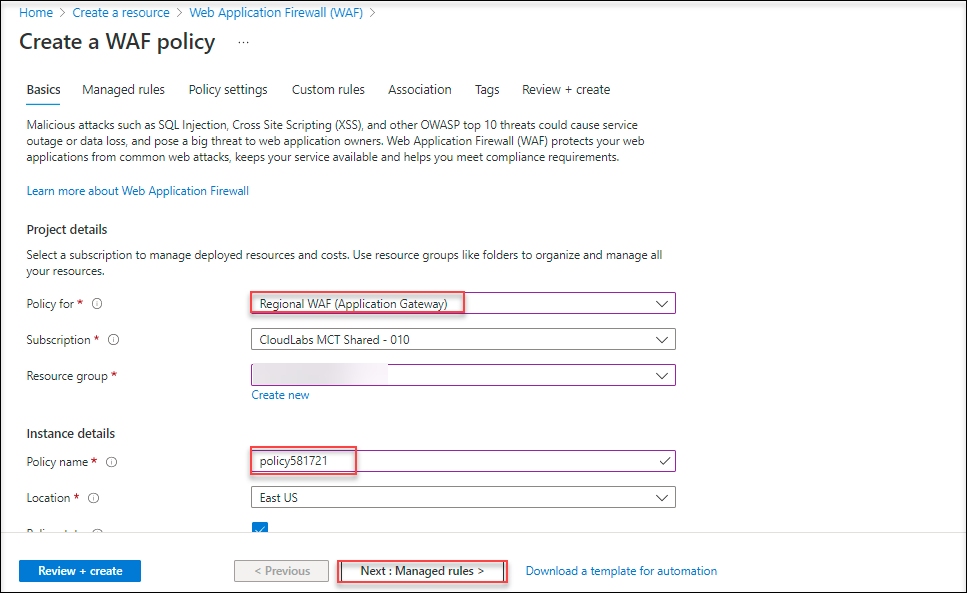 Home > Create a resource > Web Application Firewall (WAF) >
Create a WAF policy ...
Basics Managed rules Policy settings Custom rules Association Tags Review + create
Malicious attacks such as SQL Injection, Cross Site Scripting (XSS), and other OWASP top 10 threats could cause service
outage or data loss, and pose a big threat to web application owners. Web Application Firewall (WAF) protects your web
applications from common web attacks, keeps your service available and helps you meet compliance requirements.
Learn more about Web Application Firewall
Project details
Select a subscription to manage deployed resources and costs. Use resource groups like folders to organize and manage all
your resources.
Policy for * Regional WAF (Application Gateway)
Subscription * CloudLabs MCT Shared - 010
Resource group *
Create new
Instance details
Policy name * policy581721
Location * East US
Review + create < Previous Next : Managed rules > Download a template for automation